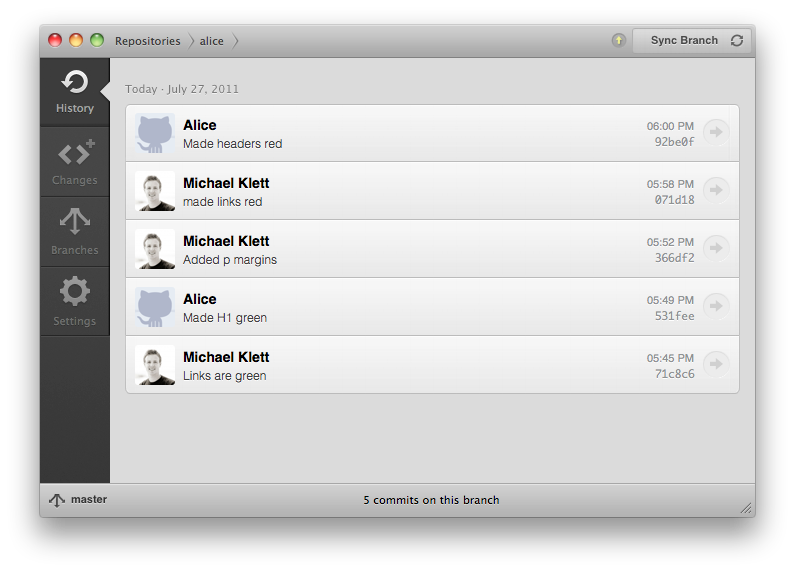 Repositories alice Sync Branch
History
Changes
Branches
Settings
Today · July 27, 2011
Alice 06:00 PM
Made headers red 92be0f
Michael Klett 05:58 PM
made links red 071d18
Michael Klett 05:52 PM
Added p margins 366df2
Alice 05:49 PM
Made H1 green 531fee
Michael Klett 05:45 PM
Links are green 71c8c6
master 5 commits on this branch